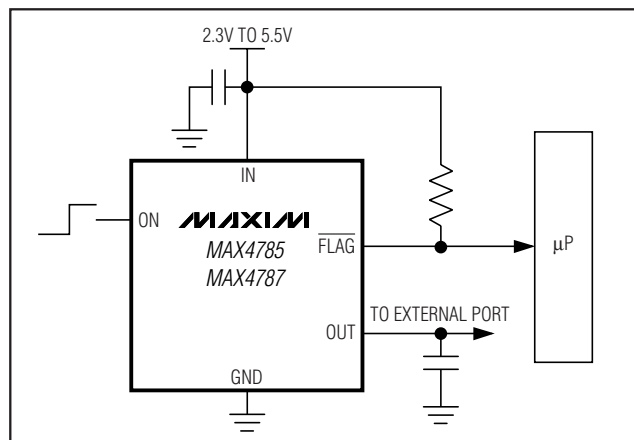 2.3V TO 5.5V
IN
ON
MAXIM
MAX4785
MAX4787
FLAG
μP
TO EXTERNAL PORT
OUT
GND